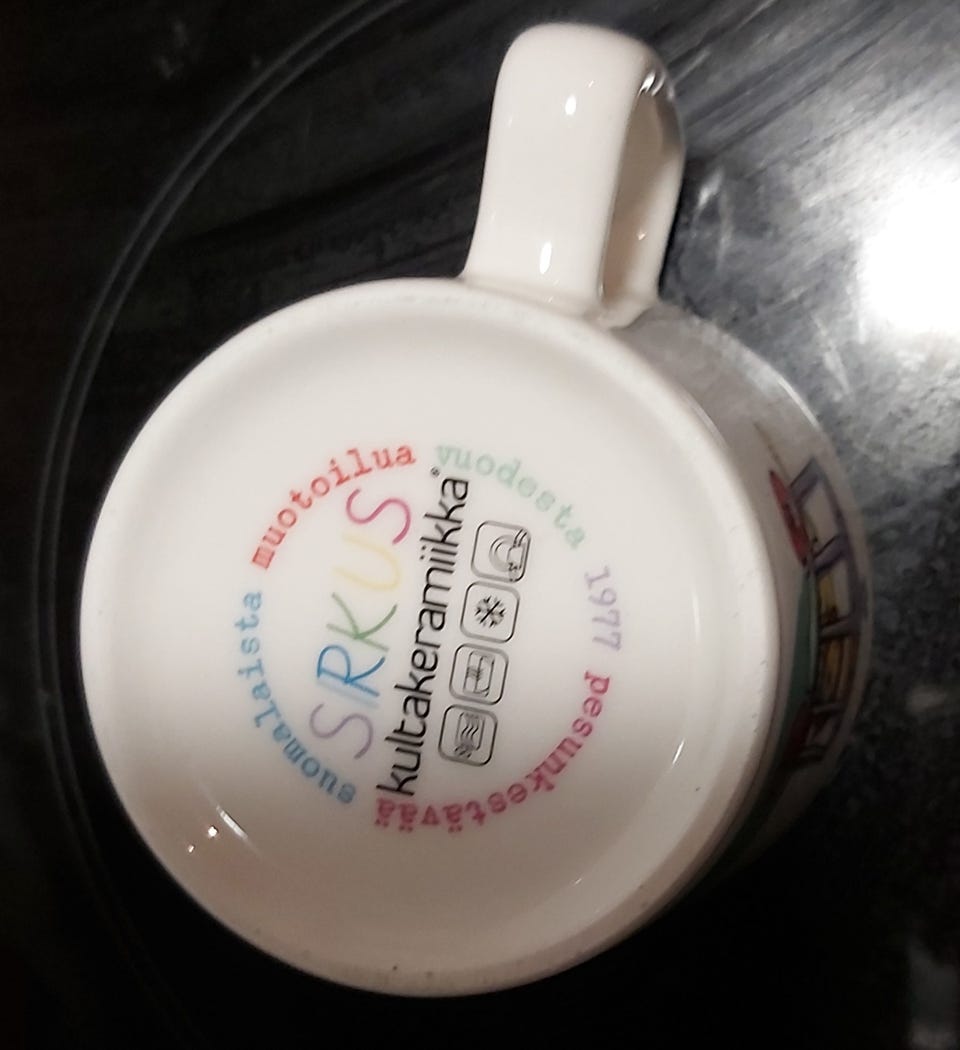 suomalaista muotoilua vuodesta 1977 pesunkestävää
SIRKUS
kultakeramiikka®